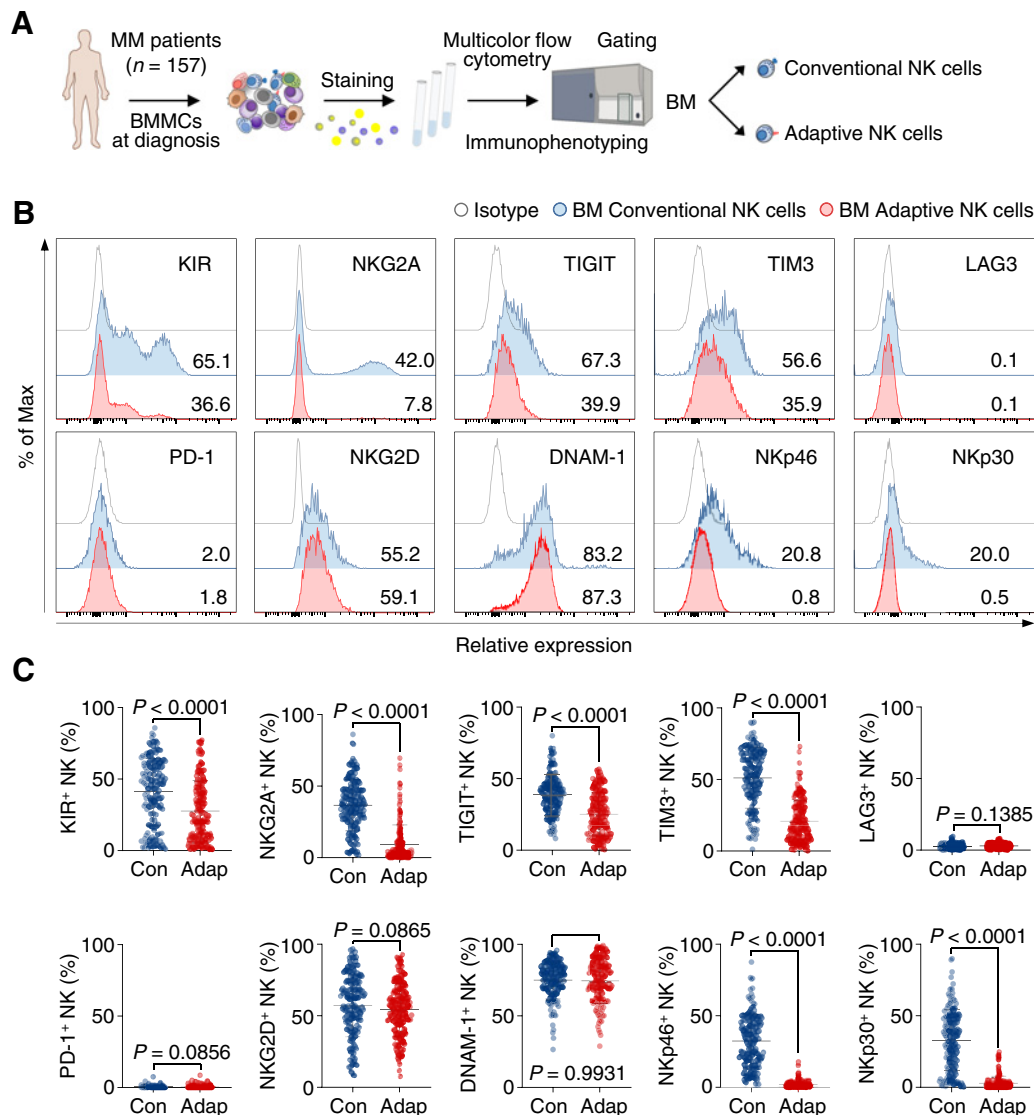 A
MM patients
(n = 157)
BMMCs
at diagnosis
Staining
Multicolor flow
cytometry
Immunophenotyping
Gating
BM
Conventional NK cells
Adaptive NK cells
B
Isotype
BM Conventional NK cells
BM Adaptive NK cells
% of Max
KIR
65.1
36.6
NKG2A
42.0
7.8
TIGIT
67.3
39.9
TIM3
56.6
35.9
LAG3
0.1
0.1
PD-1
2.0
1.8
NKG2D
55.2
59.1
DNAM-1
83.2
87.3
NKp46
20.8
0.8
NKp30
20.0
0.5
Relative expression
C
KIR⁺ NK (%)
100
50
0
P < 0.0001
Con Adap
NKG2A⁺ NK (%)
100
50
0
P < 0.0001
Con Adap
TIGIT⁺ NK (%)
100
50
0
P < 0.0001
Con Adap
TIM3⁺ NK (%)
100
50
0
P < 0.0001
Con Adap
LAG3⁺ NK (%)
100
50
0
P = 0.1385
Con Adap
PD-1⁺ NK (%)
100
50
0
P = 0.0856
Con Adap
NKG2D⁺ NK (%)
100
50
0
P = 0.0865
Con Adap
DNAM-1⁺ NK (%)
100
50
0
P = 0.9931
Con Adap
NKp46⁺ NK (%)
100
50
0
P < 0.0001
Con Adap
NKp30⁺ NK (%)
100
50
0
P < 0.0001
Con Adap